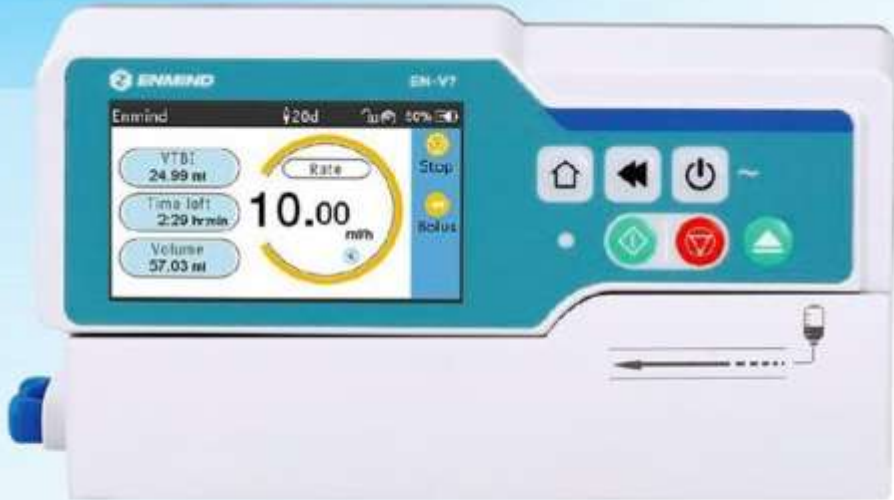 ENMIND
EN-V7
Enmind
20d
60%
VTBI
24.99 ml
Time left
2:29 hr:min
Volume
57.03 ml
Rate
10.00
ml/h
Stop
Bolus